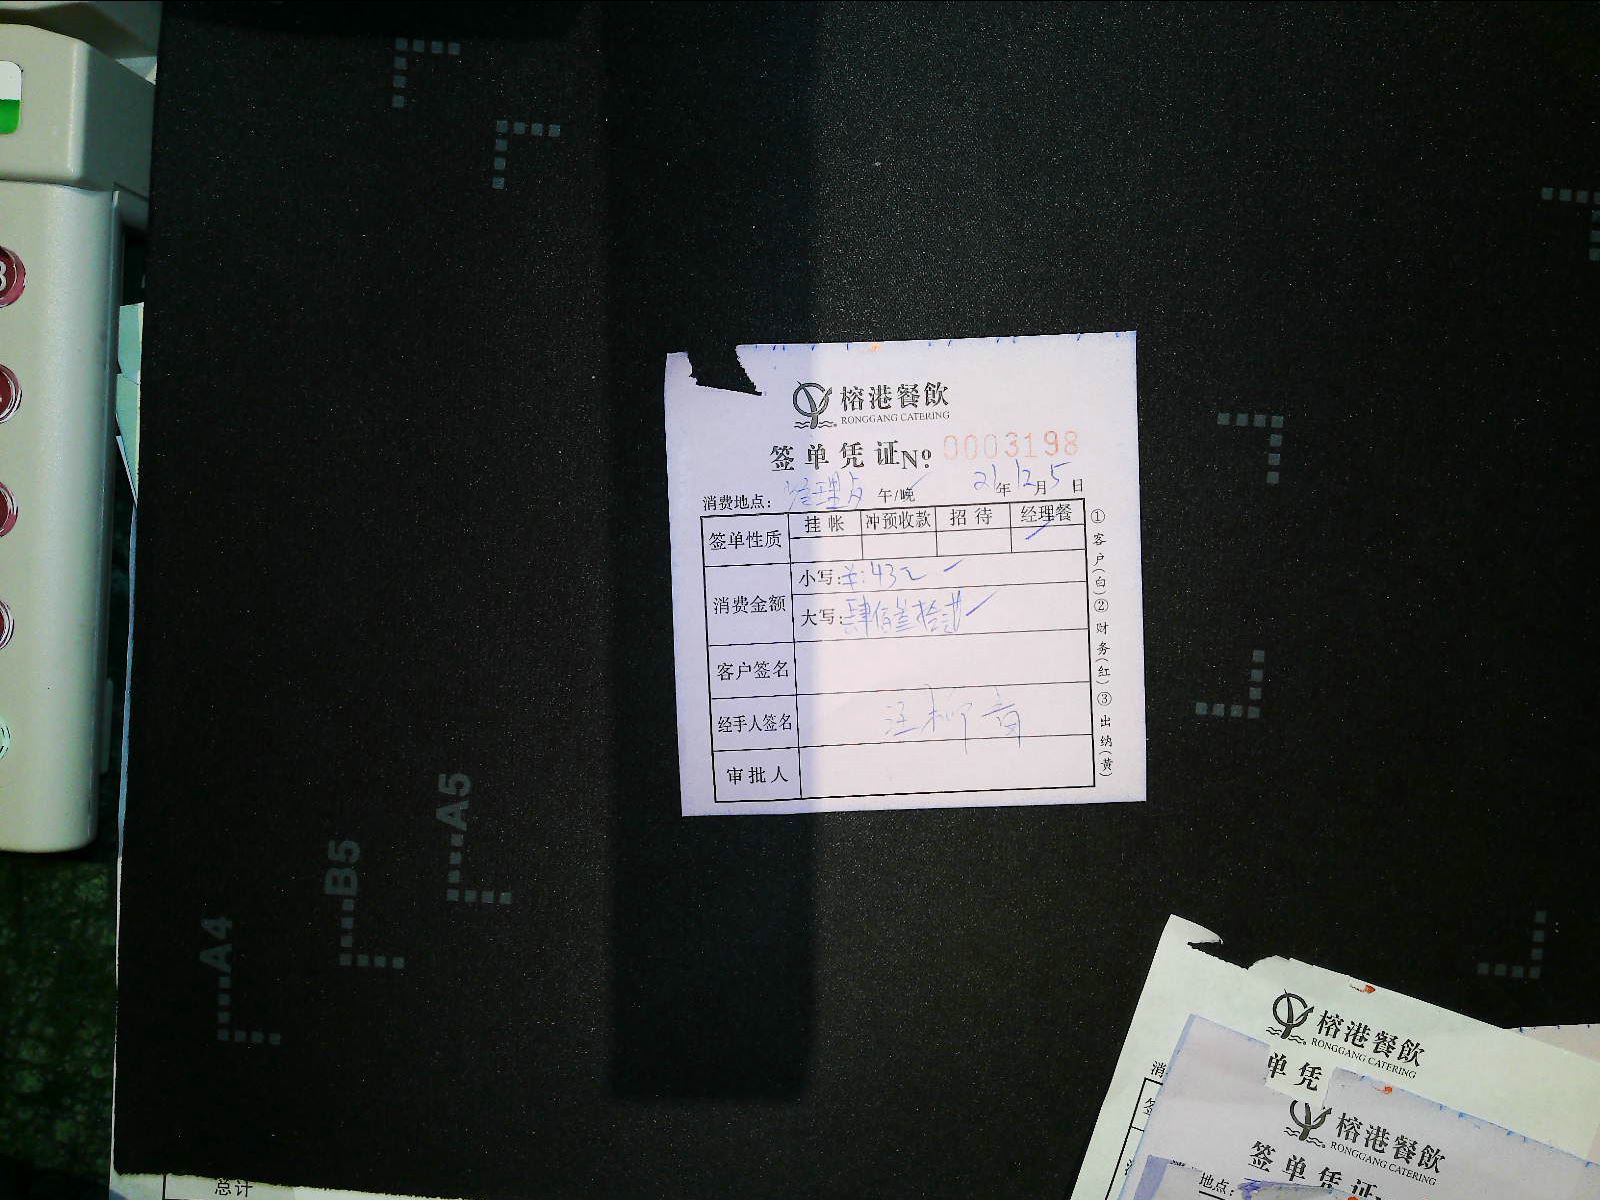 榕港餐飲
RONGGANG CATERING
签单凭证№: 0003198
消费地点: 管理点 午/晚 21年12月5日
签单性质 挂帐 冲预收款 招待 经理餐
消费金额
小写:
大写: 肆佰叁拾
客户签名
经手人签名 汪柳音
审批人
①客户(白)②财务(红)③出纳(黄)
A4
B5
A5
榕港餐飲
RONGGANG CATERING
单凭
榕港餐飲
RONGGANG CATERING
签单凭证
地点:
总计